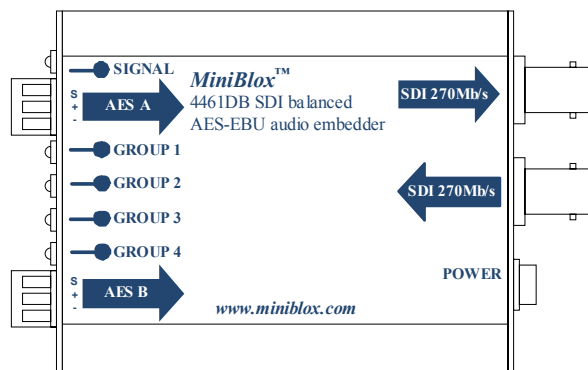 SIGNAL
MiniBlox™
S
+
-
AES A
4461DB SDI balanced
AES-EBU audio embedder
SDI 270Mb/s
GROUP 1
GROUP 2
SDI 270Mb/s
GROUP 3
GROUP 4
POWER
S
+
-
AES B
www.miniblox.com